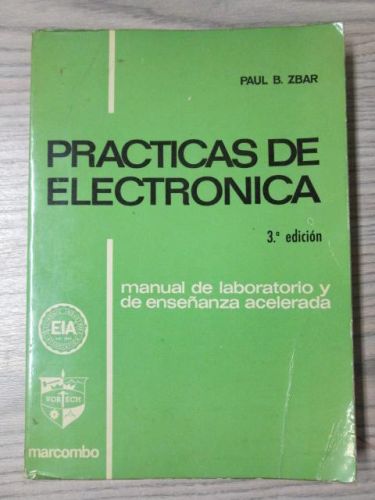 PAUL B. ZBAR
PRACTICAS DE
ELECTRONICA
3.ª edición
manual de laboratorio y
de enseñanza acelerada
EIA
VORTECH
marcombo